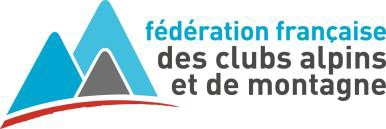 fédération française
des clubs alpins
et de montagne